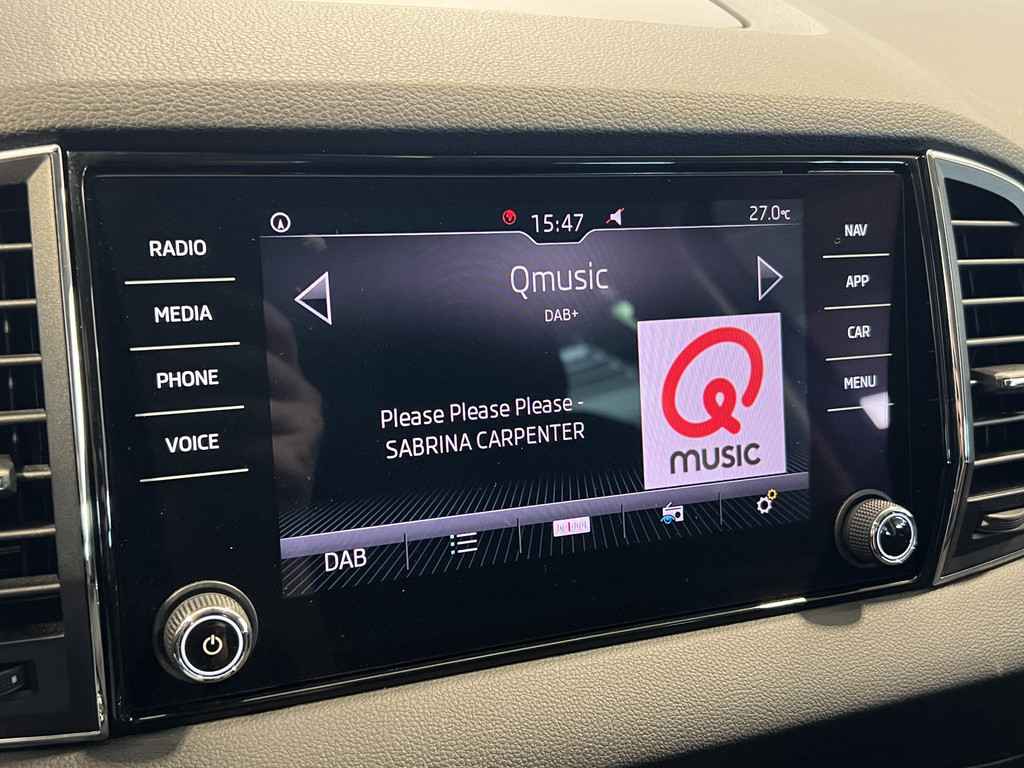 15:47
27.0°C
RADIO
MEDIA
PHONE
VOICE
Qmusic
DAB+
Please Please Please -
SABRINA CARPENTER
Q
MUSIC
DAB
NAV
APP
CAR
MENU